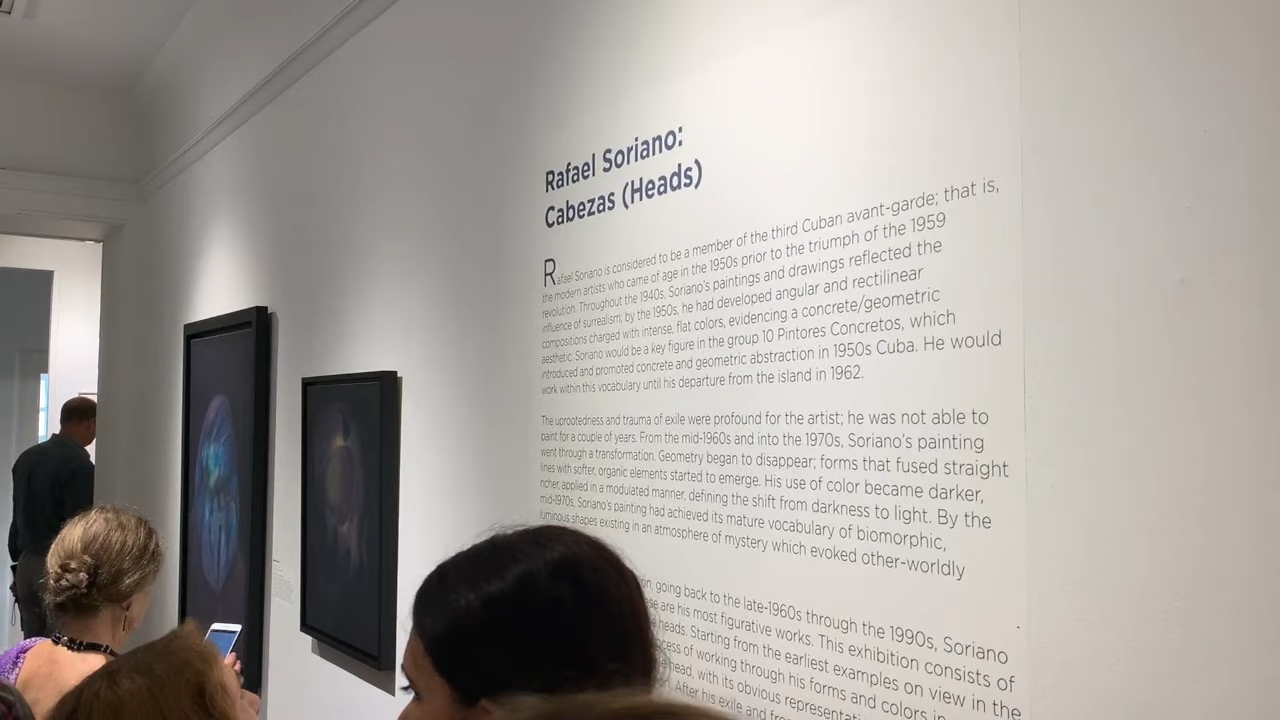 Rafael Soriano:
Cabezas (Heads)
Rafael Soriano is considered to be a member of the third Cuban avant-garde; that is,
the modern artists who came of age in the 1950s prior to the triumph of the 1959
revolution. Throughout the 1940s, Soriano's paintings and drawings reflected the
influence of surrealism; by the 1950s, he had developed angular and rectilinear
compositions charged with intense, flat colors, evidencing a concrete/geometric
aesthetic. Soriano would be a key figure in the group 10 Pintores Concretos, which
introduced and promoted concrete and geometric abstraction in 1950s Cuba. He would
work within this vocabulary until his departure from the island in 1962.
The uprootedness and trauma of exile were profound for the artist; he was not able to
paint for a couple of years. From the mid-1960s and into the 1970s, Soriano's painting
went through a transformation. Geometry began to disappear; forms that fused straight
lines with softer, organic elements started to emerge. His use of color became darker,
richer, applied in a modulated manner, defining the shift from darkness to light. By the
mid-1970s, Soriano's painting had achieved its mature vocabulary of biomorphic,
luminous shapes existing in an atmosphere of mystery which evoked other-worldly
going back to the late-1960s through the 1990s, Soriano
are his most figurative works. This exhibition consists of
heads. Starting from the earliest examples on view in the
of working through his forms and colors in
head, with its obvious
After his exile and